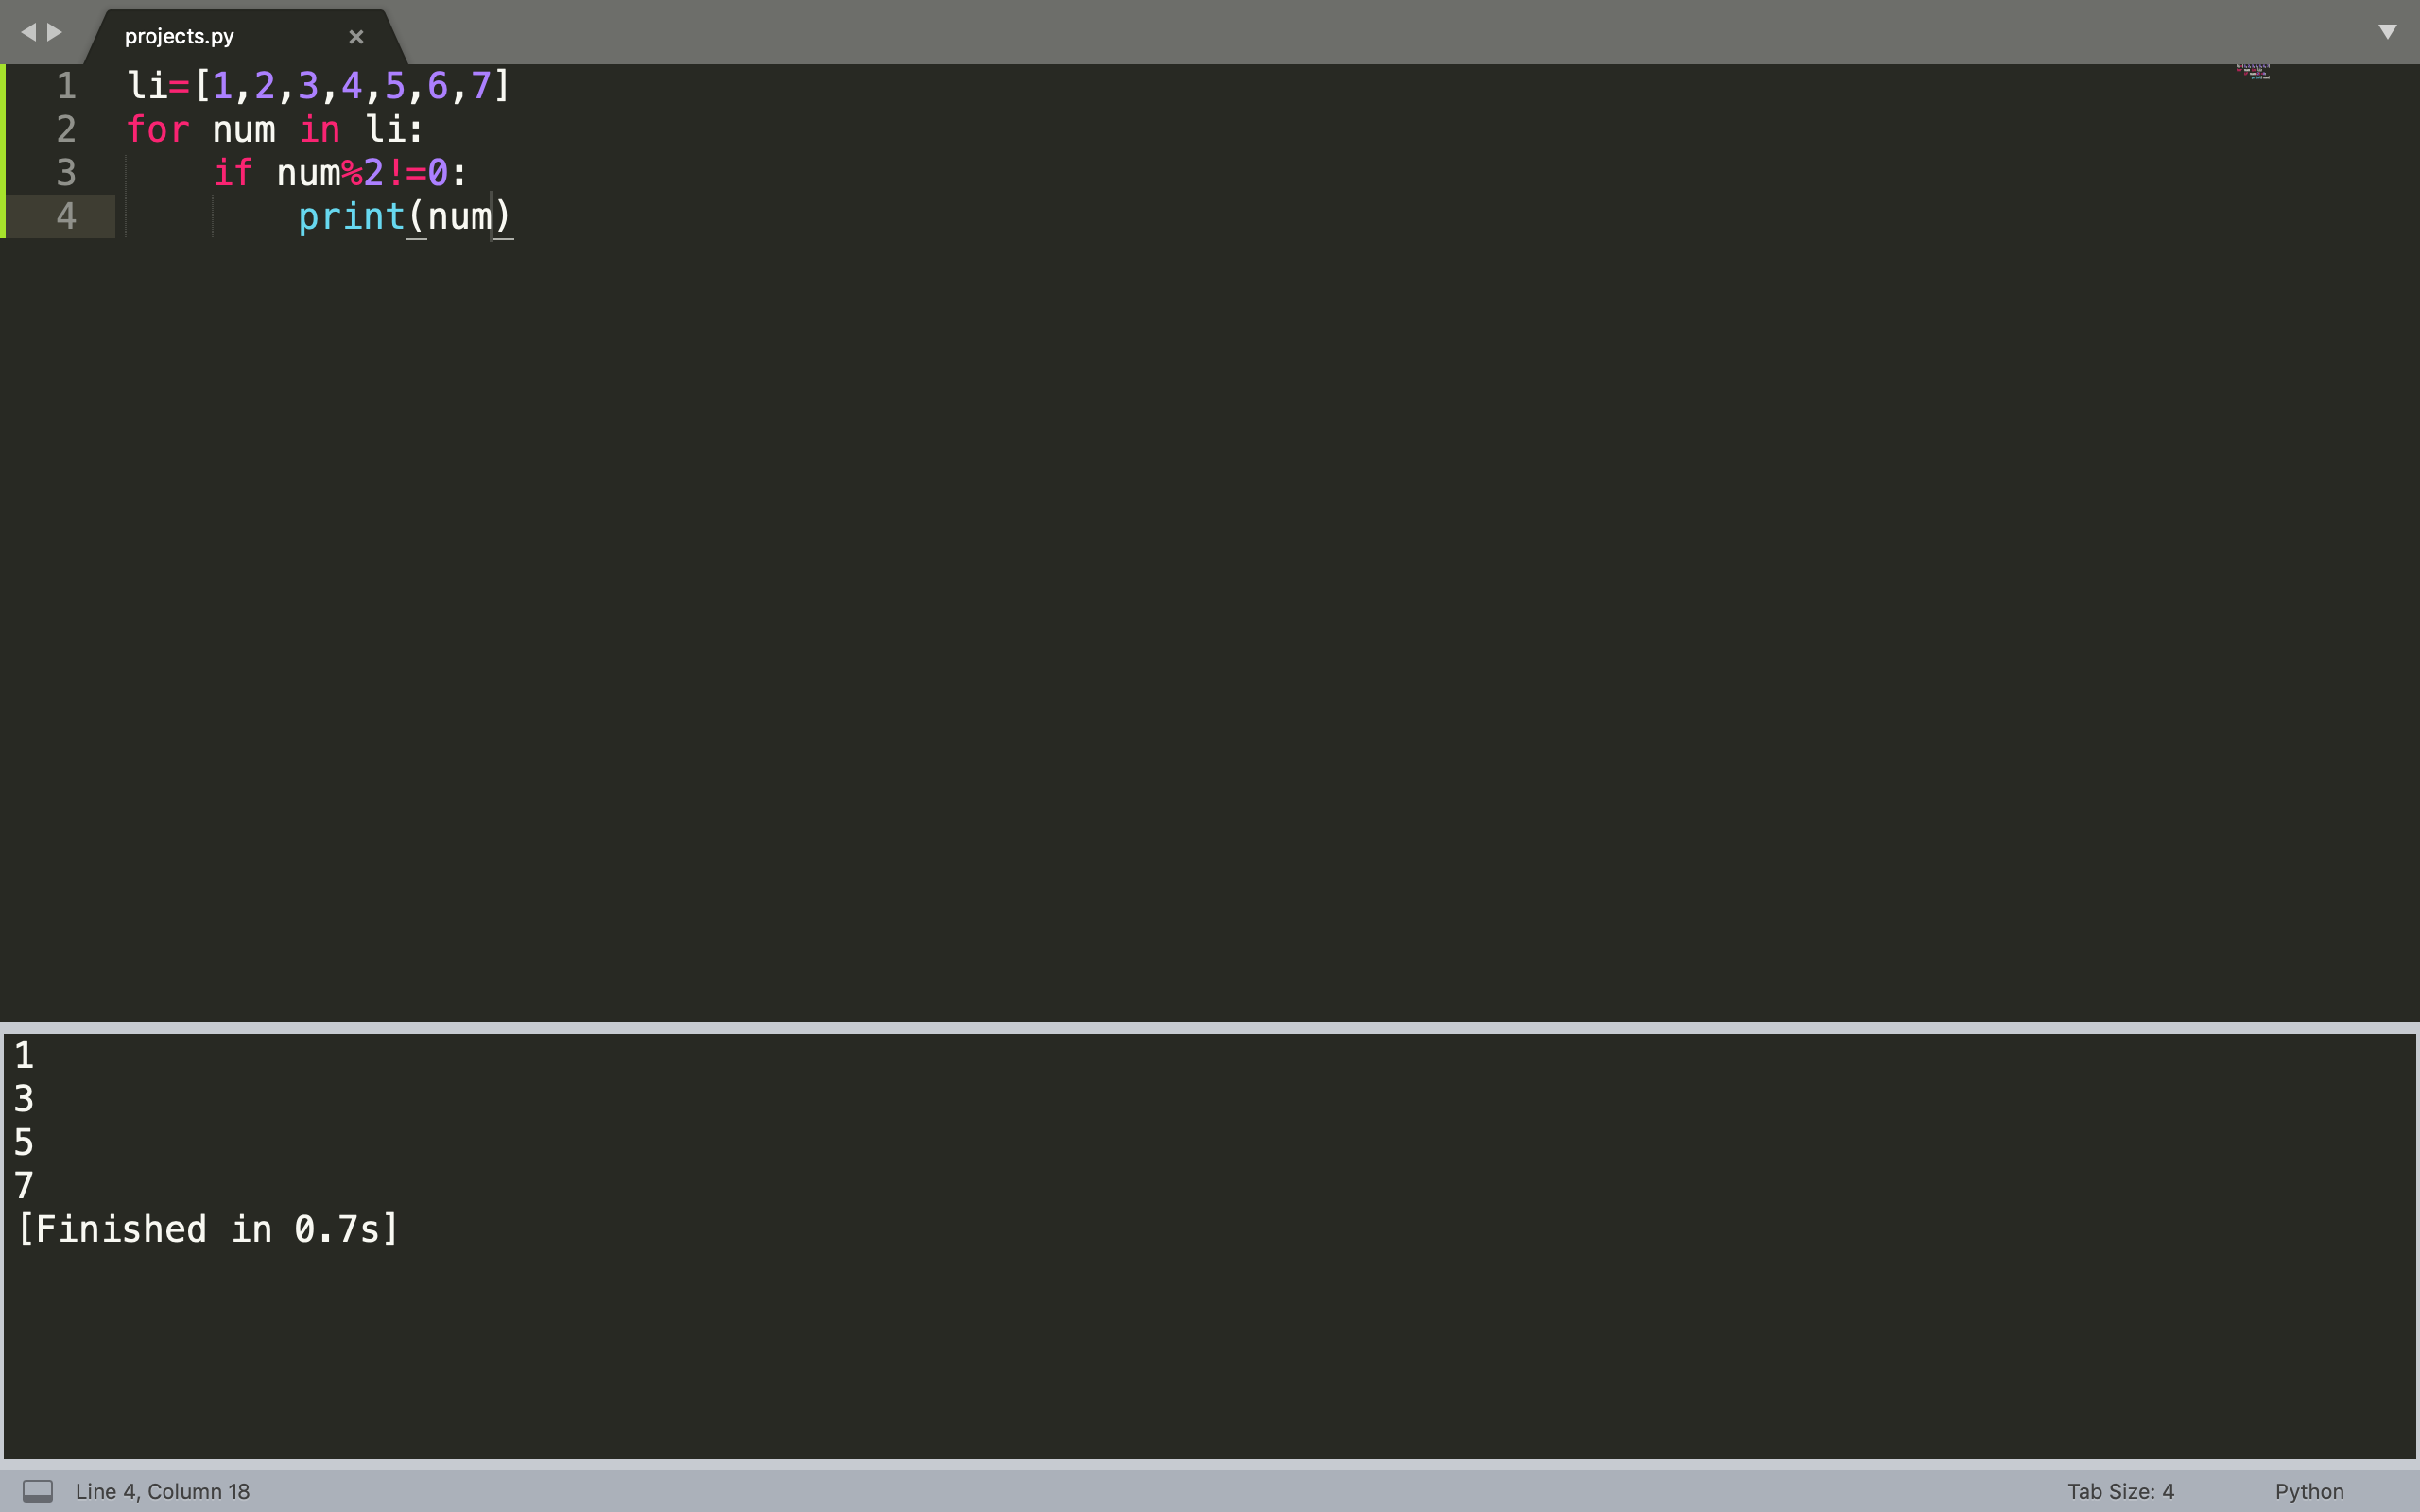 projects.py
1 li=[1,2,3,4,5,6,7]
2 for num in li:
3     if num%2!=0:
4         print(num)
1
3
5
7
[Finished in 0.7s]
Line 4, Column 18 Tab Size: 4 Python